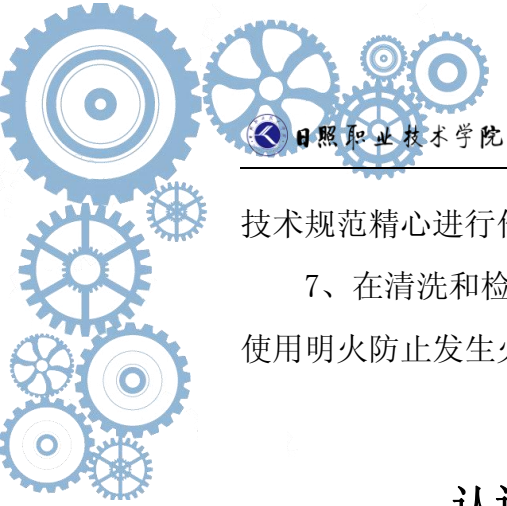 日照职业技术学院
技术规范精心进行
7、在清洗和检
使用明火防止发生